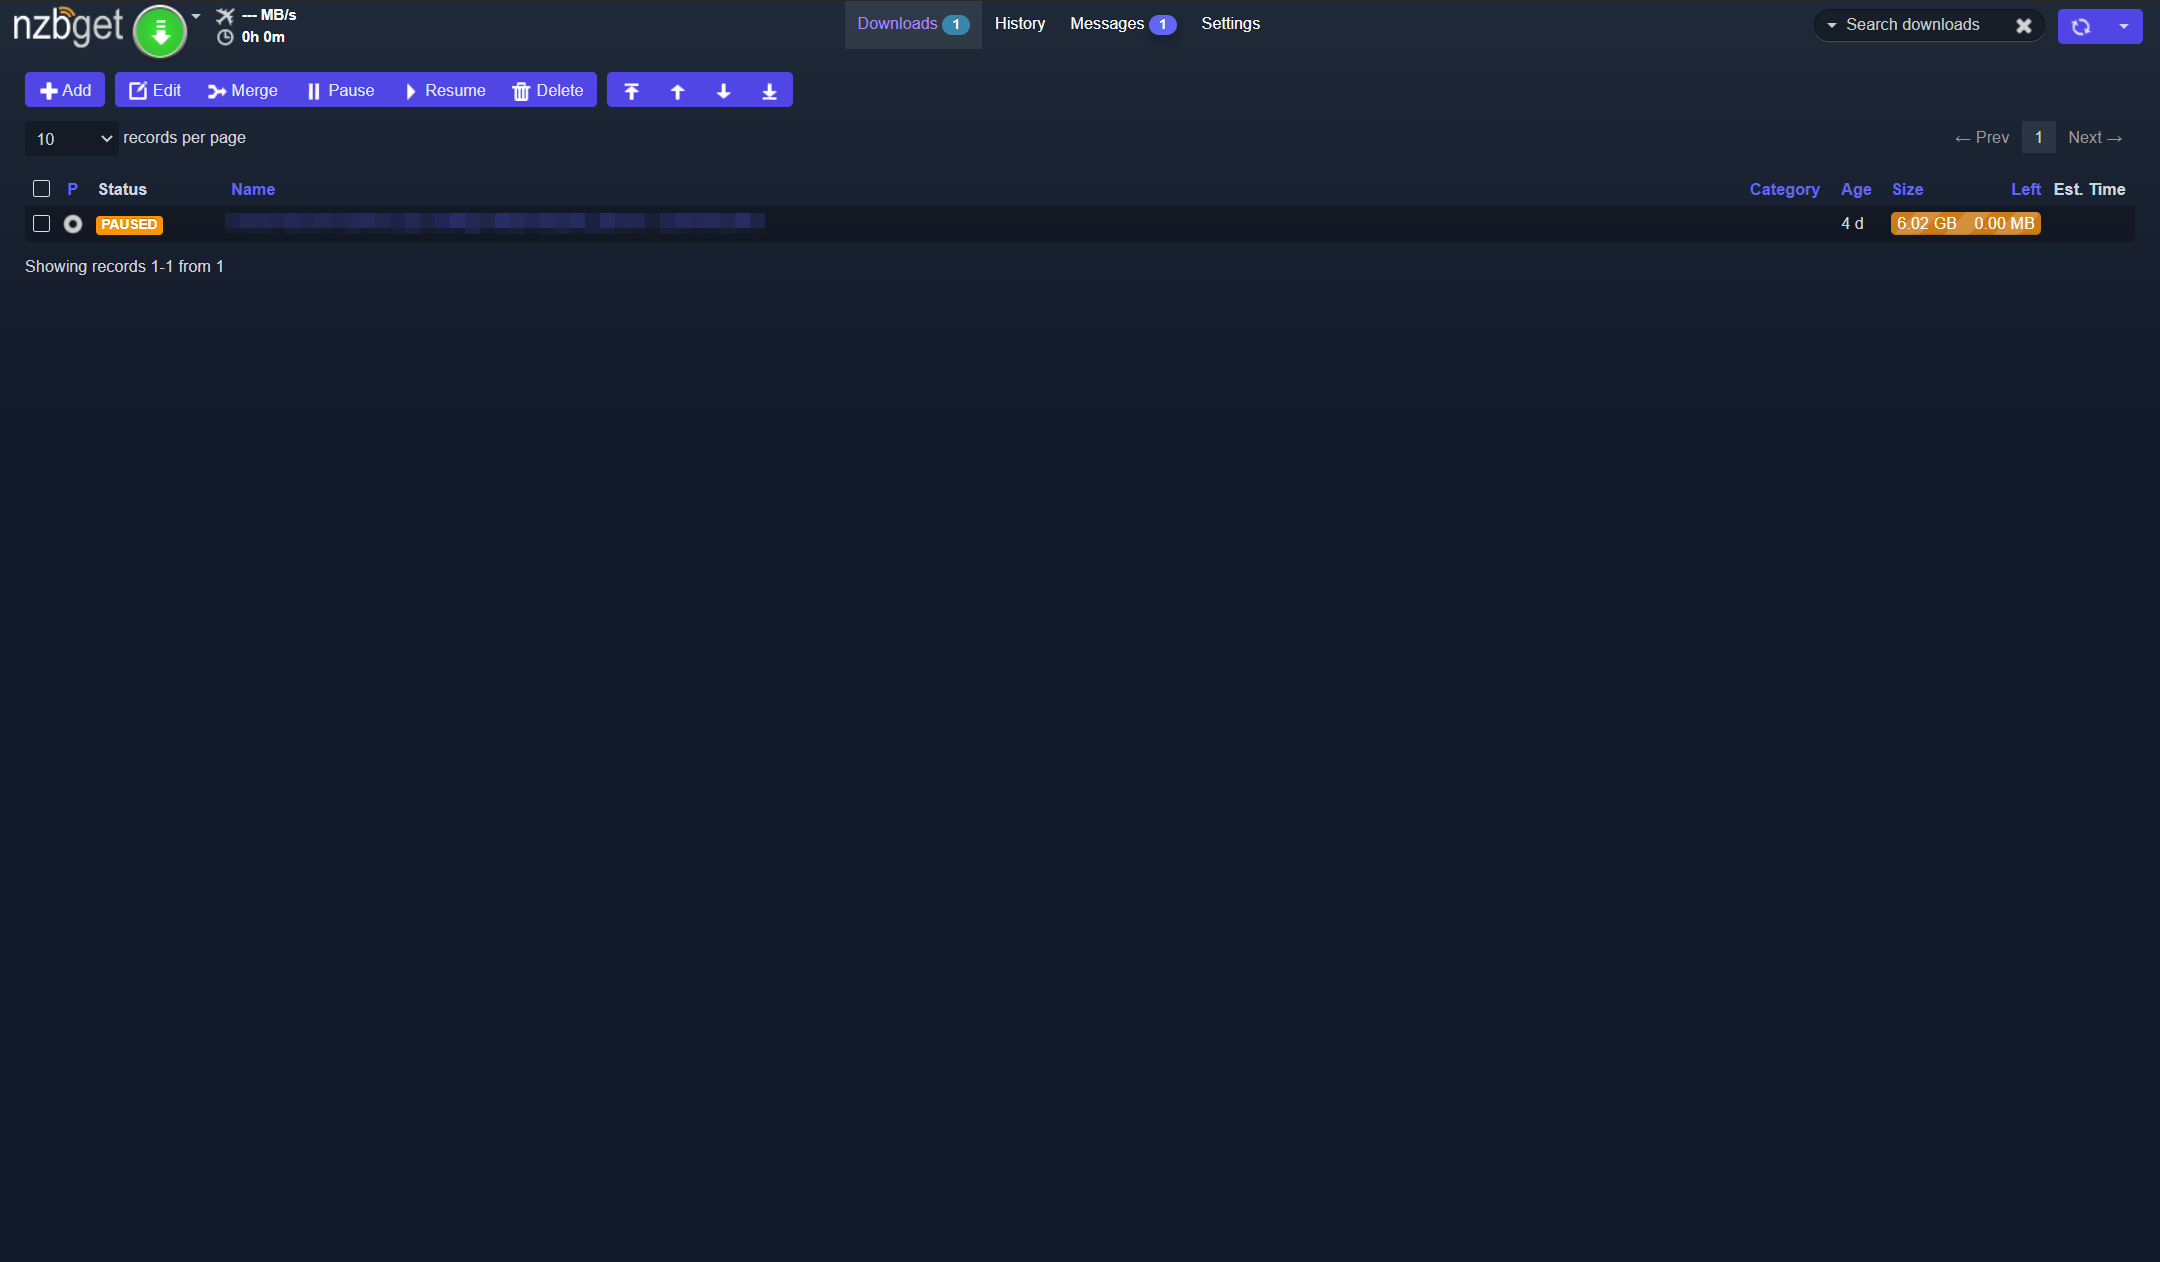 nzbget --- MB/s
0h 0m
Downloads 1 History Messages 1 Settings
Search downloads
Add Edit Merge Pause Resume Delete
10 records per page
← Prev 1 Next →
P Status Name Category Age Size Left Est. Time
PAUSED 4 d 6.02 GB 0.00 MB
Showing records 1-1 from 1